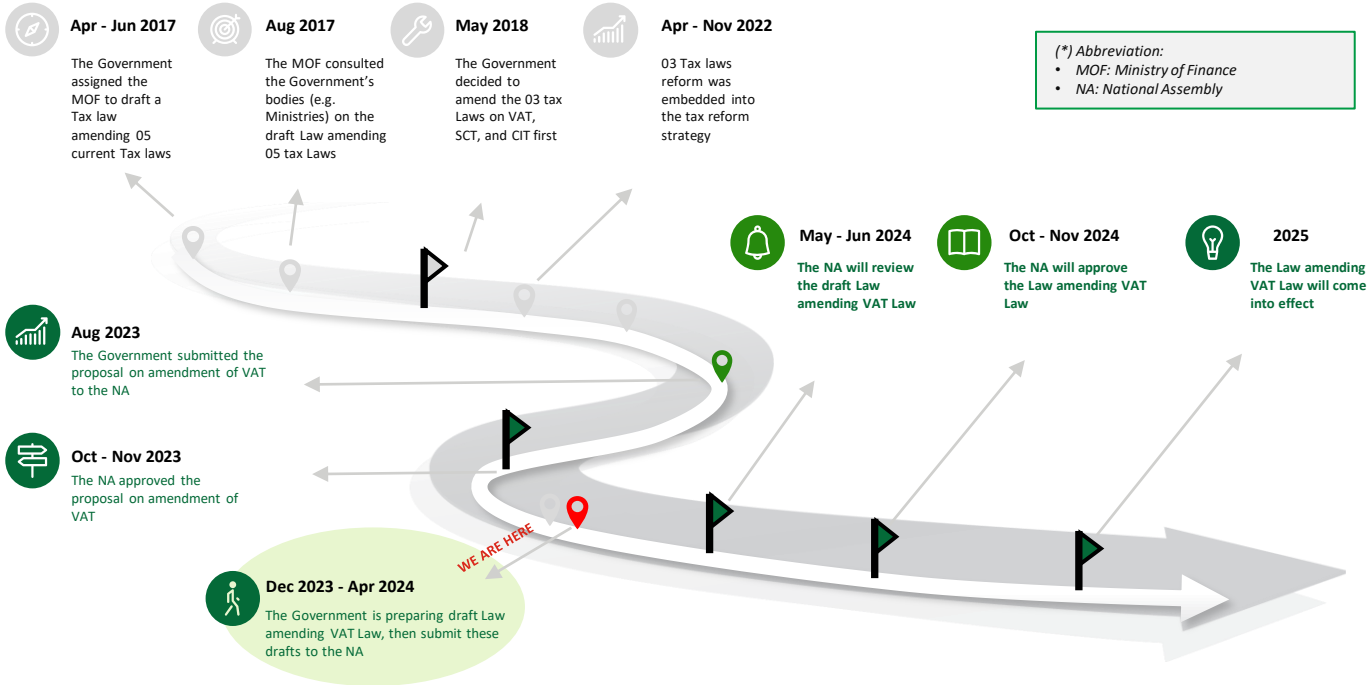 Apr - Jun 2017
The Government
assigned the
MOF to draft a
Tax law
amending 05
current Tax laws
Aug 2017
The MOF consulted
the Government's
bodies (e.g.
Ministries) on the
draft Law amending
05 tax Laws
May 2018
The Government
decided to
amend the 03 tax
Laws on VAT,
SCT, and CIT first
Apr - Nov 2022
03 Tax laws
reform was
embedded into
the tax reform
strategy
(*) Abbreviation:
• MOF: Ministry of Finance
• NA: National Assembly
May - Jun 2024
The NA will review
the draft Law
amending VAT Law
Oct - Nov 2024
The NA will approve
the Law amending VAT
Law
2025
The Law amending
VAT Law will come
into effect
Aug 2023
The Government submitted the
proposal on amendment of VAT
to the NA
Oct - Nov 2023
The NA approved the
proposal on amendment of
VAT
WE ARE HERE
Dec 2023 - Apr 2024
The Government is preparing draft Law
amending VAT Law, then submit these
drafts to the NA